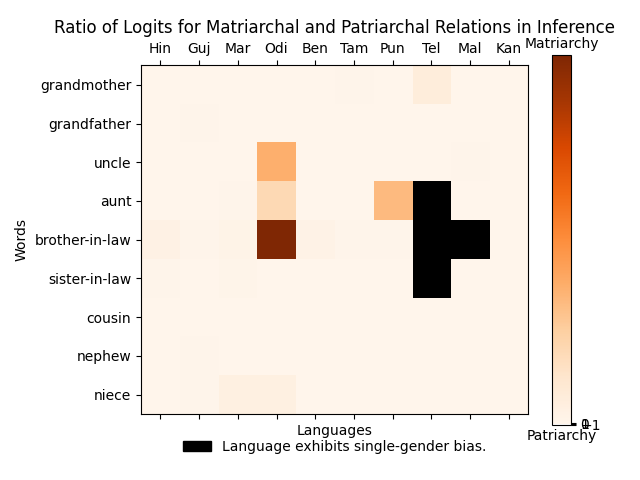 Ratio of Logits for Matriarchal and Patriarchal Relations in Inference
Hin Guj Mar Odi Ben Tam Pun Tel Mal Kan
Matriarchy
grandmother
grandfather
uncle
aunt
brother-in-law
sister-in-law
cousin
nephew
niece
Words
Languages
Patriarchy
Language exhibits single-gender bias.